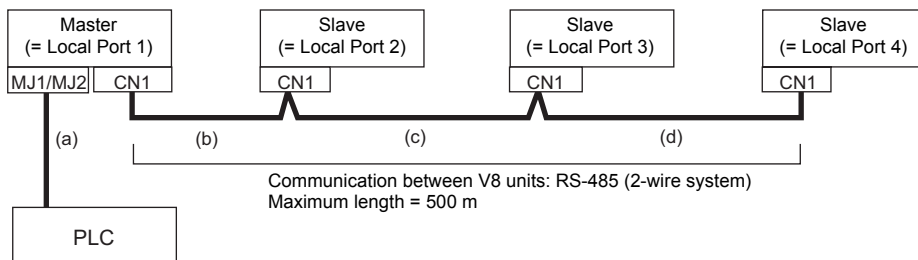 Master
(= Local Port 1)
Slave
(= Local Port 2)
Slave
(= Local Port 3)
Slave
(= Local Port 4)
MJ1/MJ2
CN1
CN1
CN1
CN1
(a)
(b)
(c)
(d)
Communication between V8 units: RS-485 (2-wire system)
Maximum length = 500 m
PLC